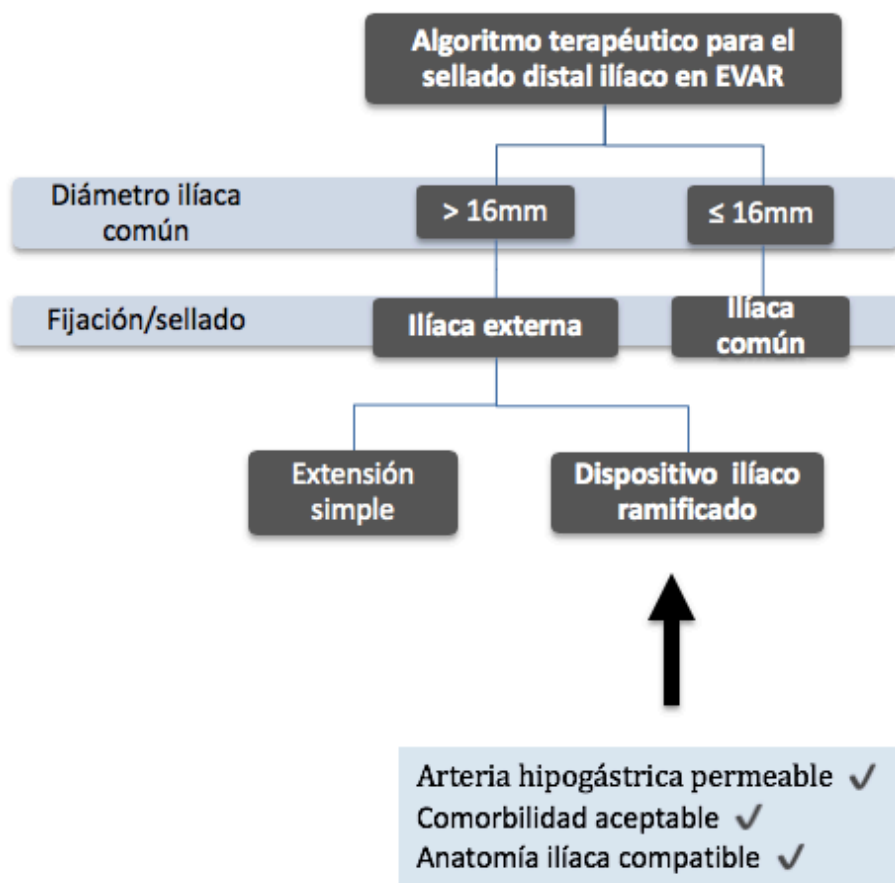 Algoritmo terapéutico para el
sellado distal ilíaco en EVAR
Diámetro ilíaca
común
> 16mm
≤ 16mm
Fijación/sellado
Ilíaca externa
Ilíaca
común
Extensión
simple
Dispositivo ilíaco
ramificado
Arteria hipogástrica permeable ✓
Comorbilidad aceptable ✓
Anatomía ilíaca compatible ✓